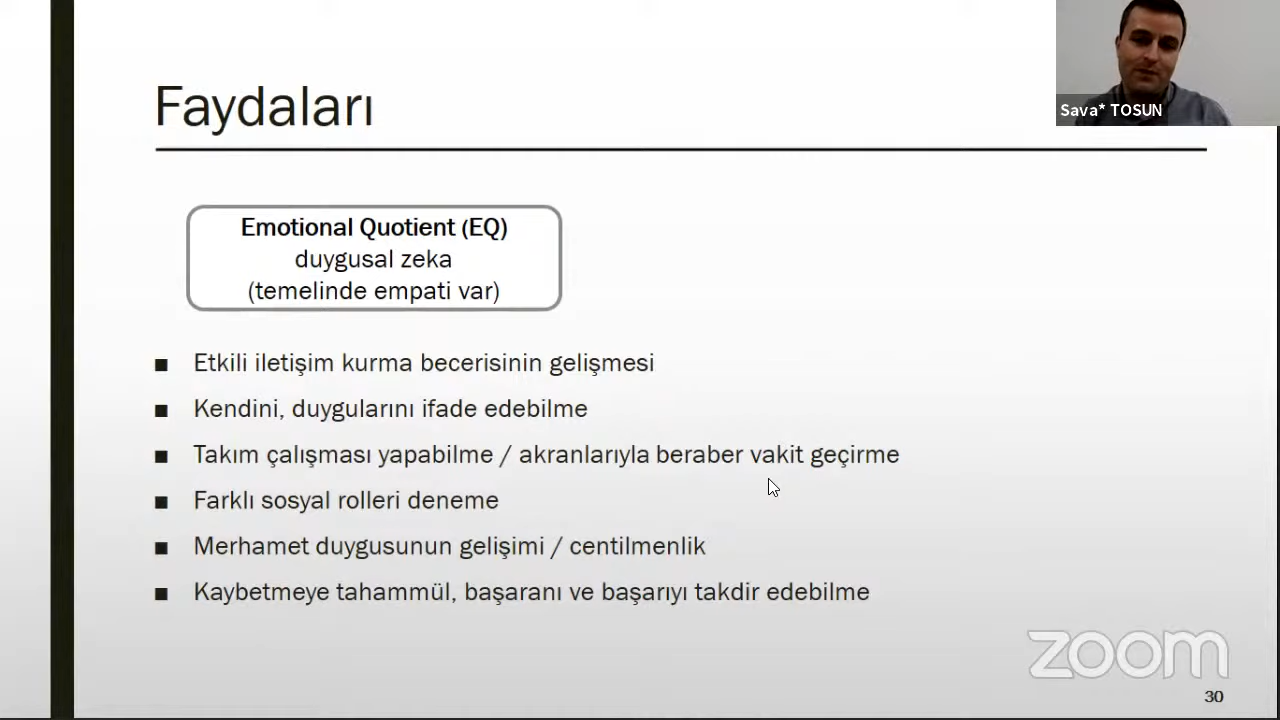 Faydaları
Sava* TOSUN
Emotional Quotient (EQ)
duygusal zeka
(temelinde empati var)
■ Etkili iletişim kurma becerisinin gelişmesi
■ Kendini, duygularını ifade edebilme
■ Takım çalışması yapabilme / akranlarıyla beraber vakit geçirme
■ Farklı sosyal rolleri deneme
■ Merhamet duygusunun gelişimi / centilmenlik
■ Kaybetmeye tahammül, başaranı ve başarıyı takdir edebilme
zoom
30